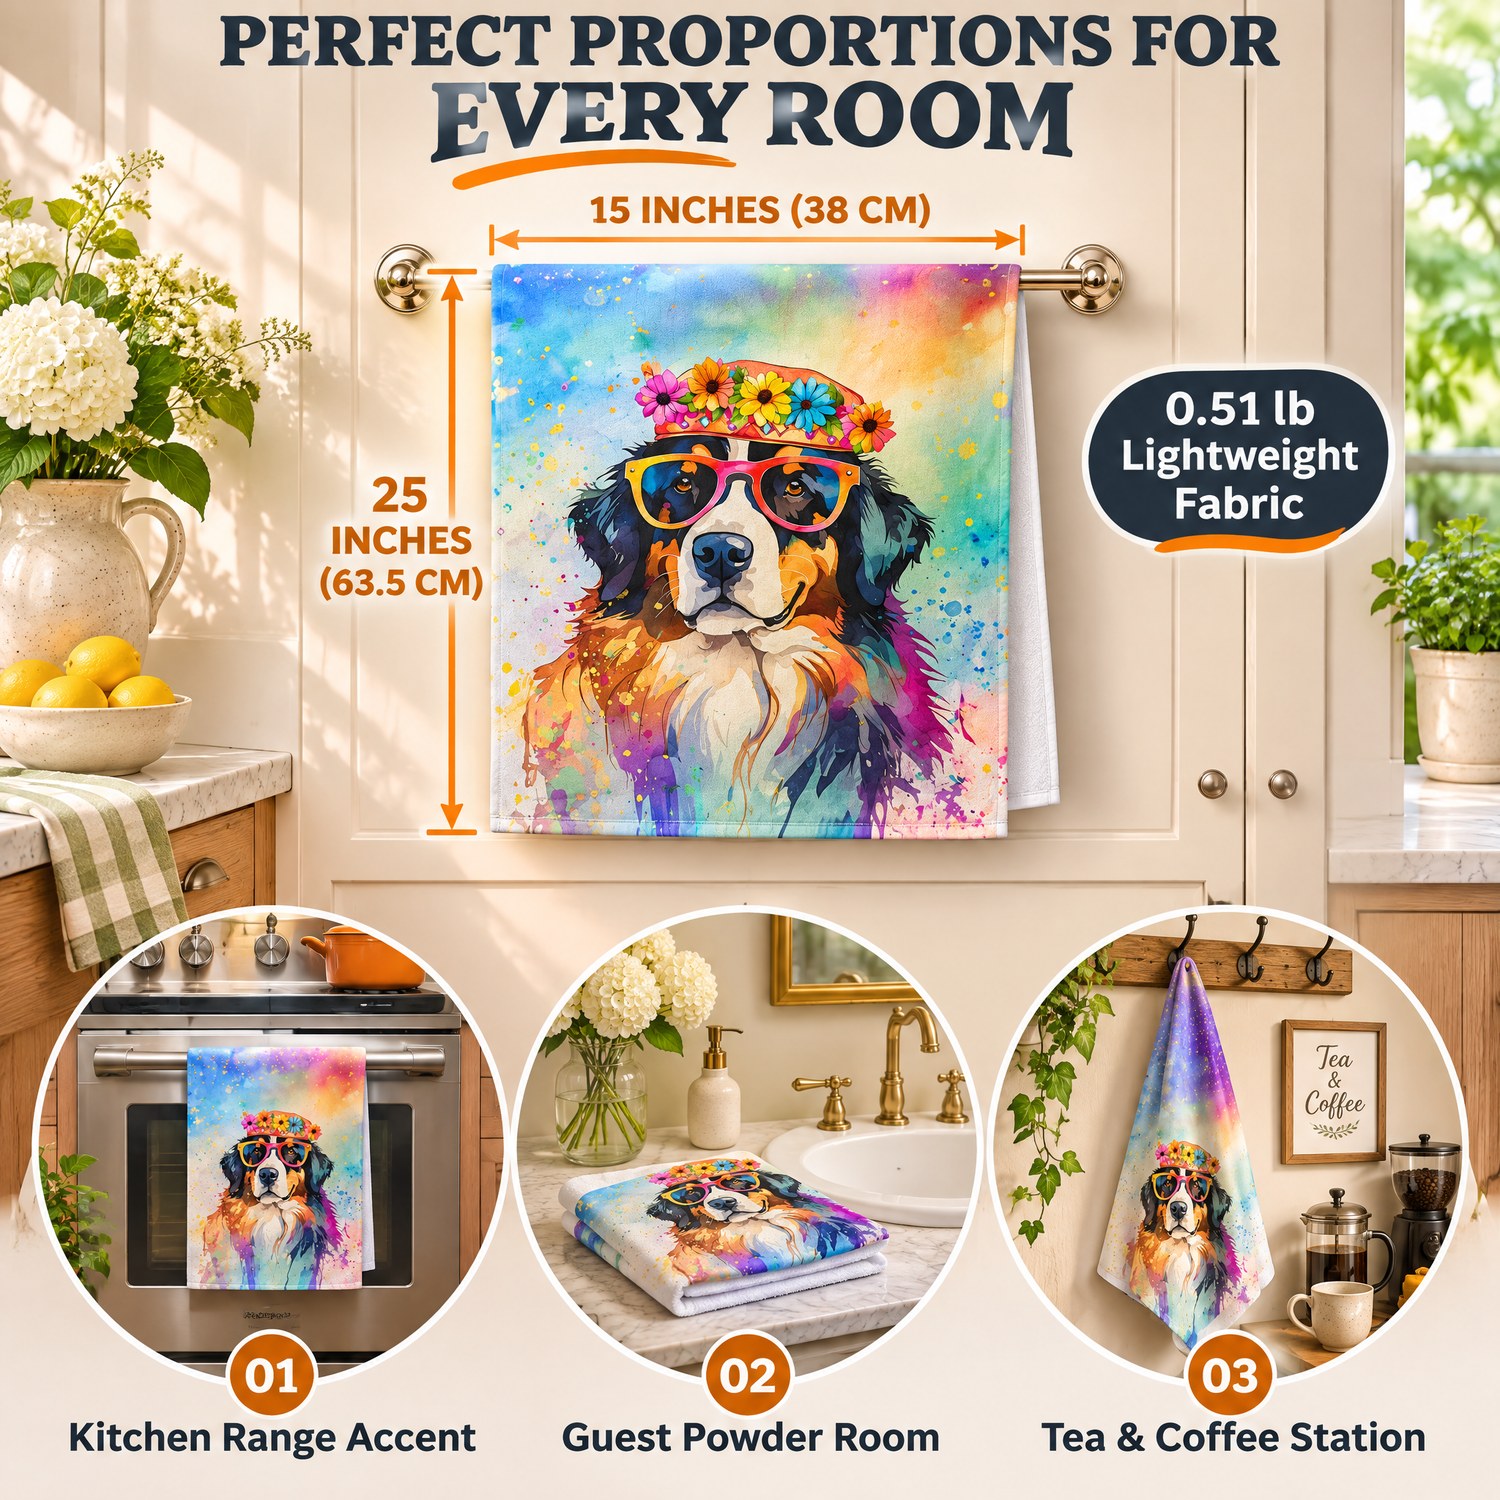 PERFECT PROPORTIONS FOR
EVERY ROOM
15 INCHES (38 CM)
25
INCHES
(63.5 CM)
0.51 lb
Lightweight
Fabric
Tea
&
Coffee
01
02
03
Kitchen Range Accent
Guest Powder Room
Tea & Coffee Station